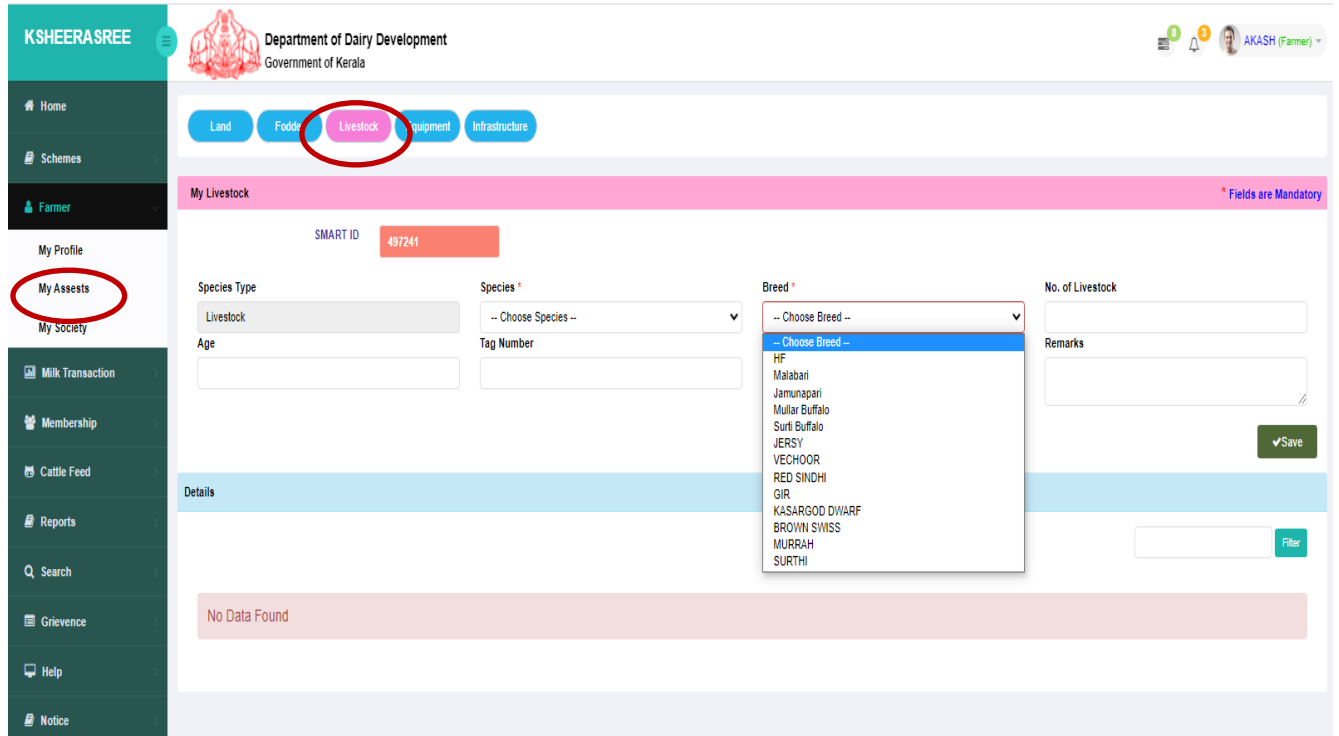 KSHEERASREE
Department of Dairy Development
Government of Kerala
3
3
AKASH (Farmer)
Home
Schemes
Farmer
My Profile
My Assests
My Society
Milk Transaction
Membership
Cattle Feed
Reports
Search
Grievence
Help
Notice
Land
Fodde
Livestock
quipment
Infrastructure
My Livestock
* Fields are Mandatory
SMART ID
497241
Species Type
Species *
Breed *
No. of Livestock
Livestock
-- Choose Species --
-- Choose Breed --
Age
Tag Number
Remarks
-- Choose Breed --
HF
Malabari
Jamunapari
Mullar Buffalo
Surti Buffalo
JERSY
VECHOOR
RED SINDHI
GIR
KASARGOD DWARF
BROWN SWISS
MURRAH
SURTHI
Save
Details
Filter
No Data Found